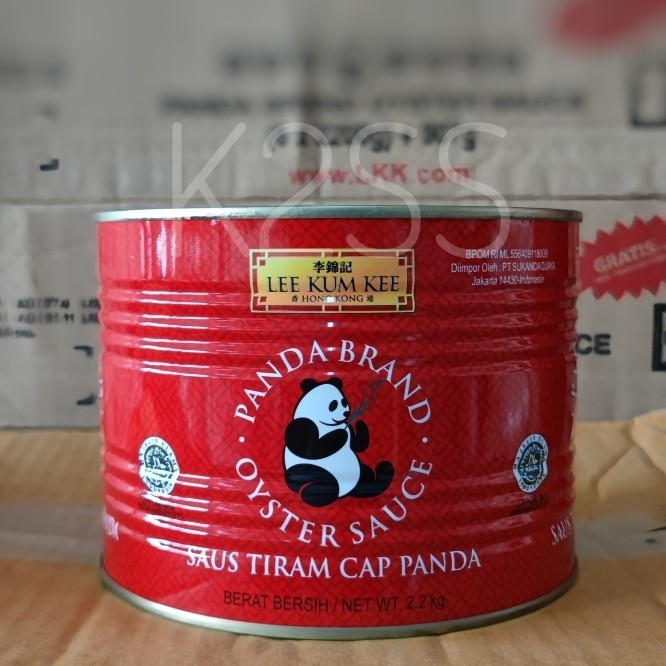 K2SS
www.LKK.com
GRATIS
李錦記
LEE KUM KEE
香 HONG KONG 港
BPOM RI ML 556409118009
Diimpor Oleh : PT SUKANDA DJAYA
Jakarta 14430-Indonesia
PANDA BRAND
OYSTER SAUCE
SAUS TIRAM CAP PANDA
BERAT BERSIH / NET WT. 2.2 kg